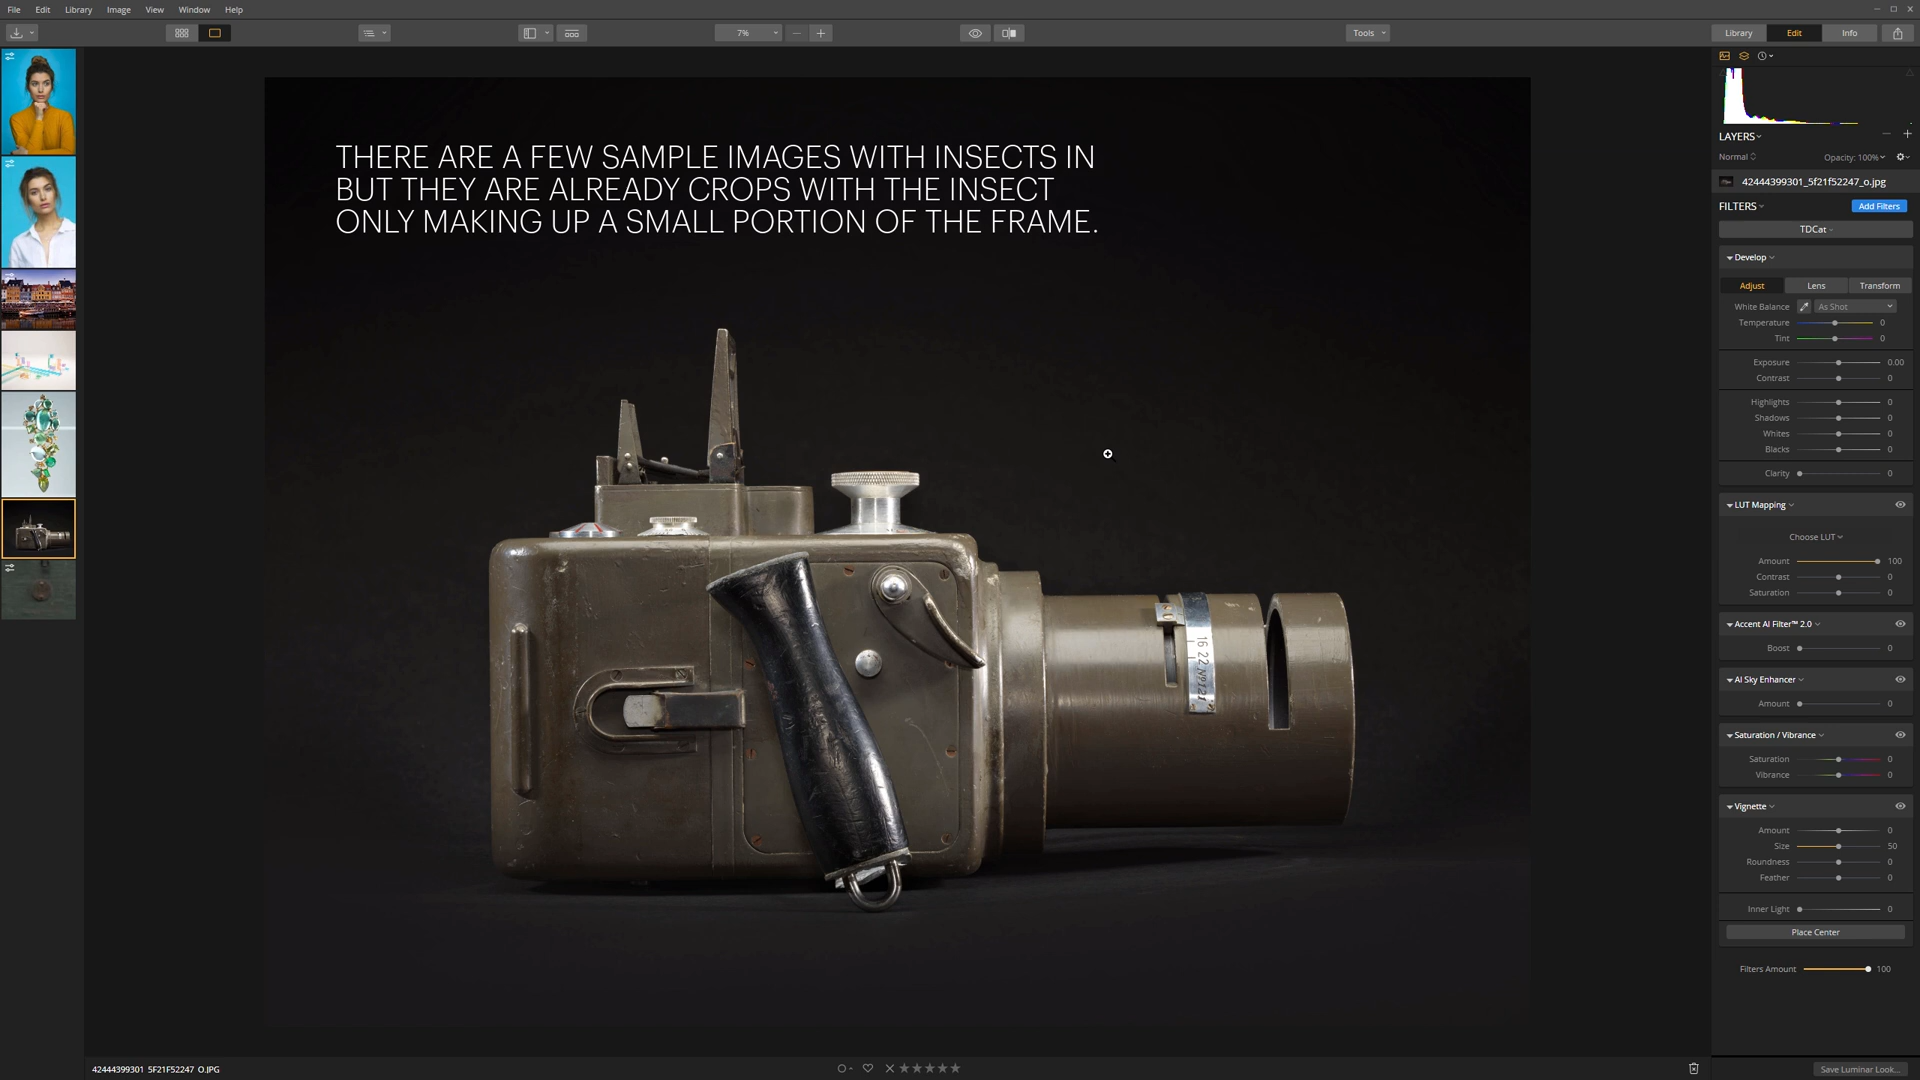 File Edit Library Image View Window Help
7% Tools Library Edit Info
THERE ARE A FEW SAMPLE IMAGES WITH INSECTS IN
BUT THEY ARE ALREADY CROPS WITH THE INSECT
ONLY MAKING UP A SMALL PORTION OF THE FRAME.
16 22 Nº121
LAYERS
Normal Opacity: 100%
42444399301_5f21f52247_o.jpg
FILTERS Add Filters
TDCat
Develop
Adjust Lens Transform
White Balance As Shot
Temperature 0
Tint 0
Exposure 0.00
Contrast 0
Highlights 0
Shadows 0
Whites 0
Blacks 0
Clarity 0
LUT Mapping
Choose LUT
Amount 100
Contrast 0
Saturation 0
Accent AI Filter™ 2.0
Boost 0
AI Sky Enhancer
Amount 0
Saturation / Vibrance
Saturation 0
Vibrance 0
Vignette
Amount 0
Size 50
Roundness 0
Feather 0
Inner Light 0
Place Center
Filters Amount 100
42444399301_5F21F52247_O.JPG
Save Luminar Look...